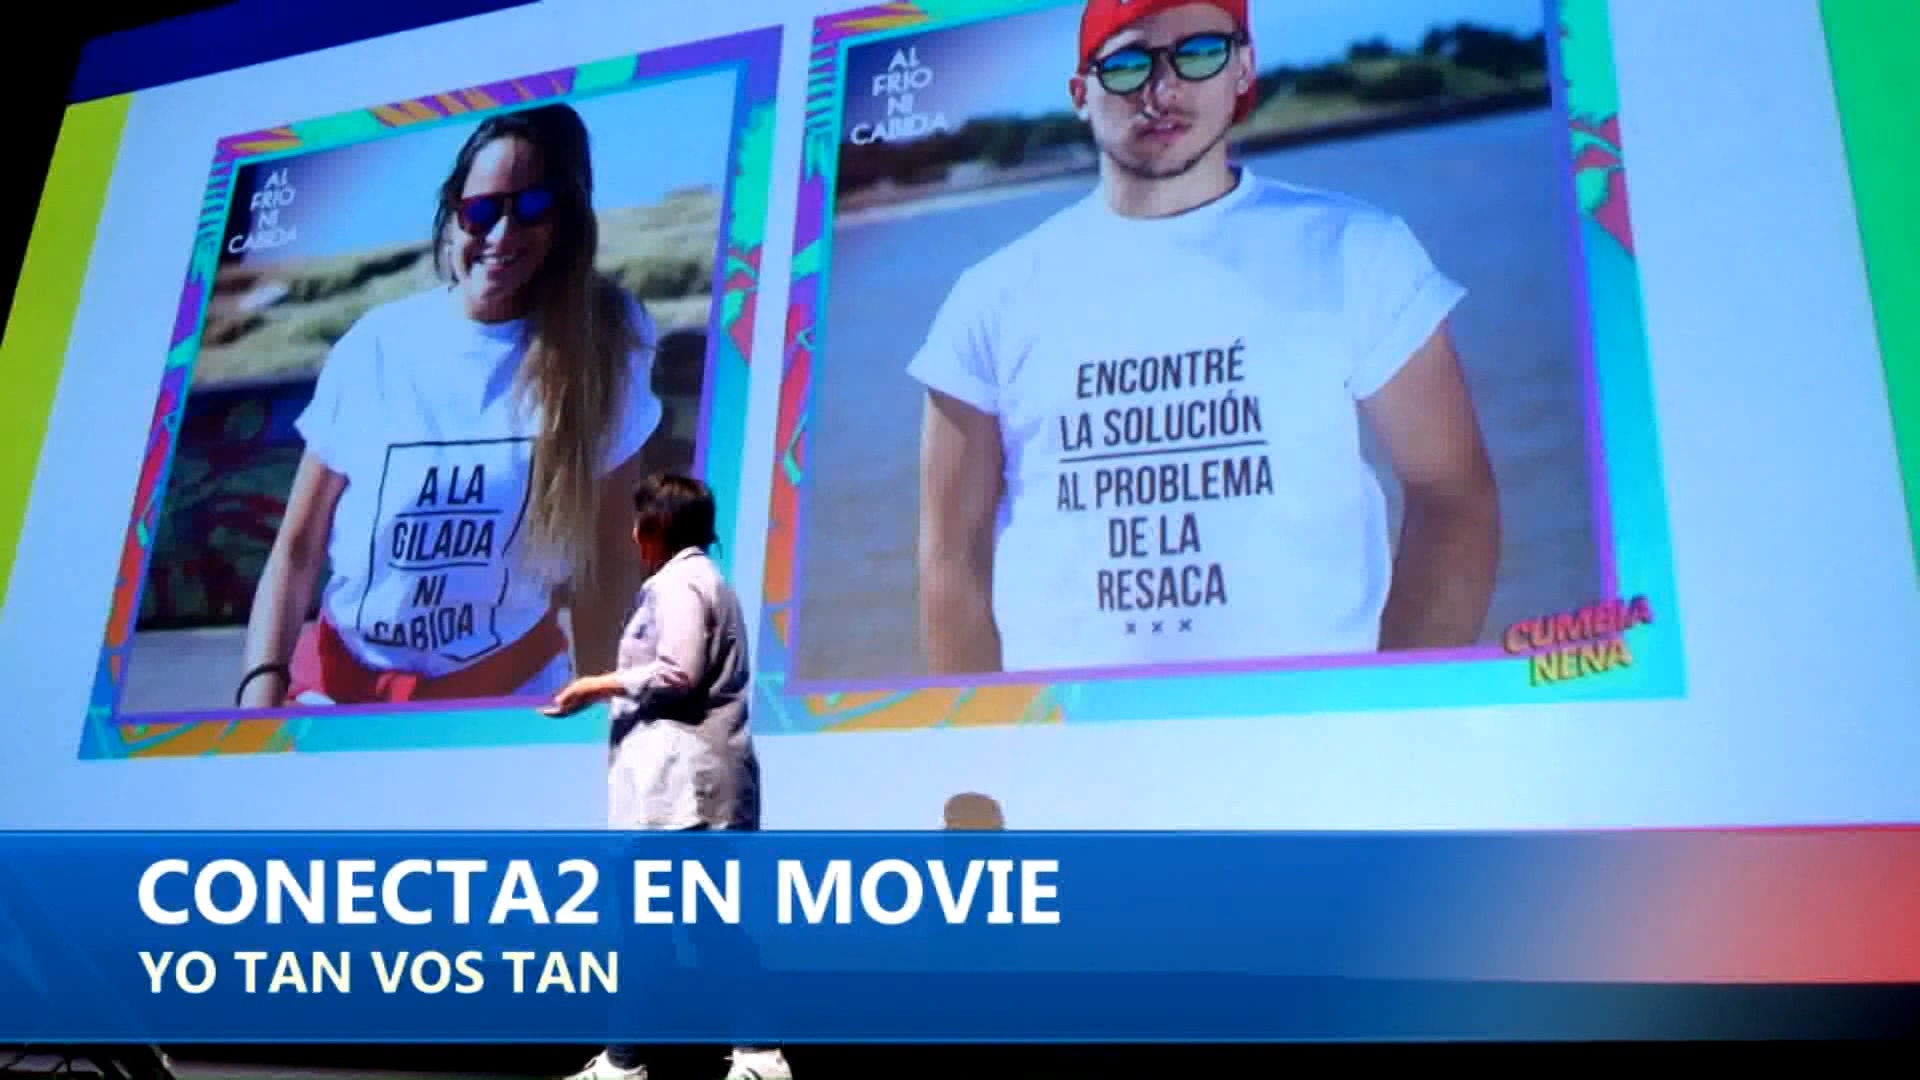 AL
FRIO
NI
CABIDA
A LA
GILADA
NI
CABIDA
AL
FRIO
NI
CABIDA
ENCONTRÉ
LA SOLUCIÓN
AL PROBLEMA
DE LA
RESACA
x x x
CUMBIA
NENA
CONECTA2 EN MOVIE
YO TAN VOS TAN